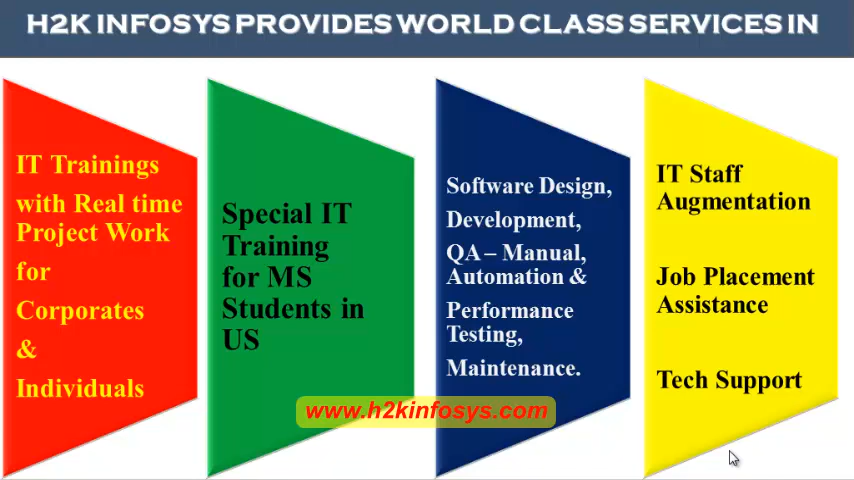 H2K INFOSYS PROVIDES WORLD CLASS SERVICES IN
IT Trainings
with Real time
Project Work
for
Corporates
&
Individuals
Special IT
Training
for MS
Students in
US
Software Design,
Development,
QA – Manual,
Automation &
Performance
Testing,
Maintenance.
IT Staff
Augmentation
Job Placement
Assistance
Tech Support
www.h2kinfosys.com